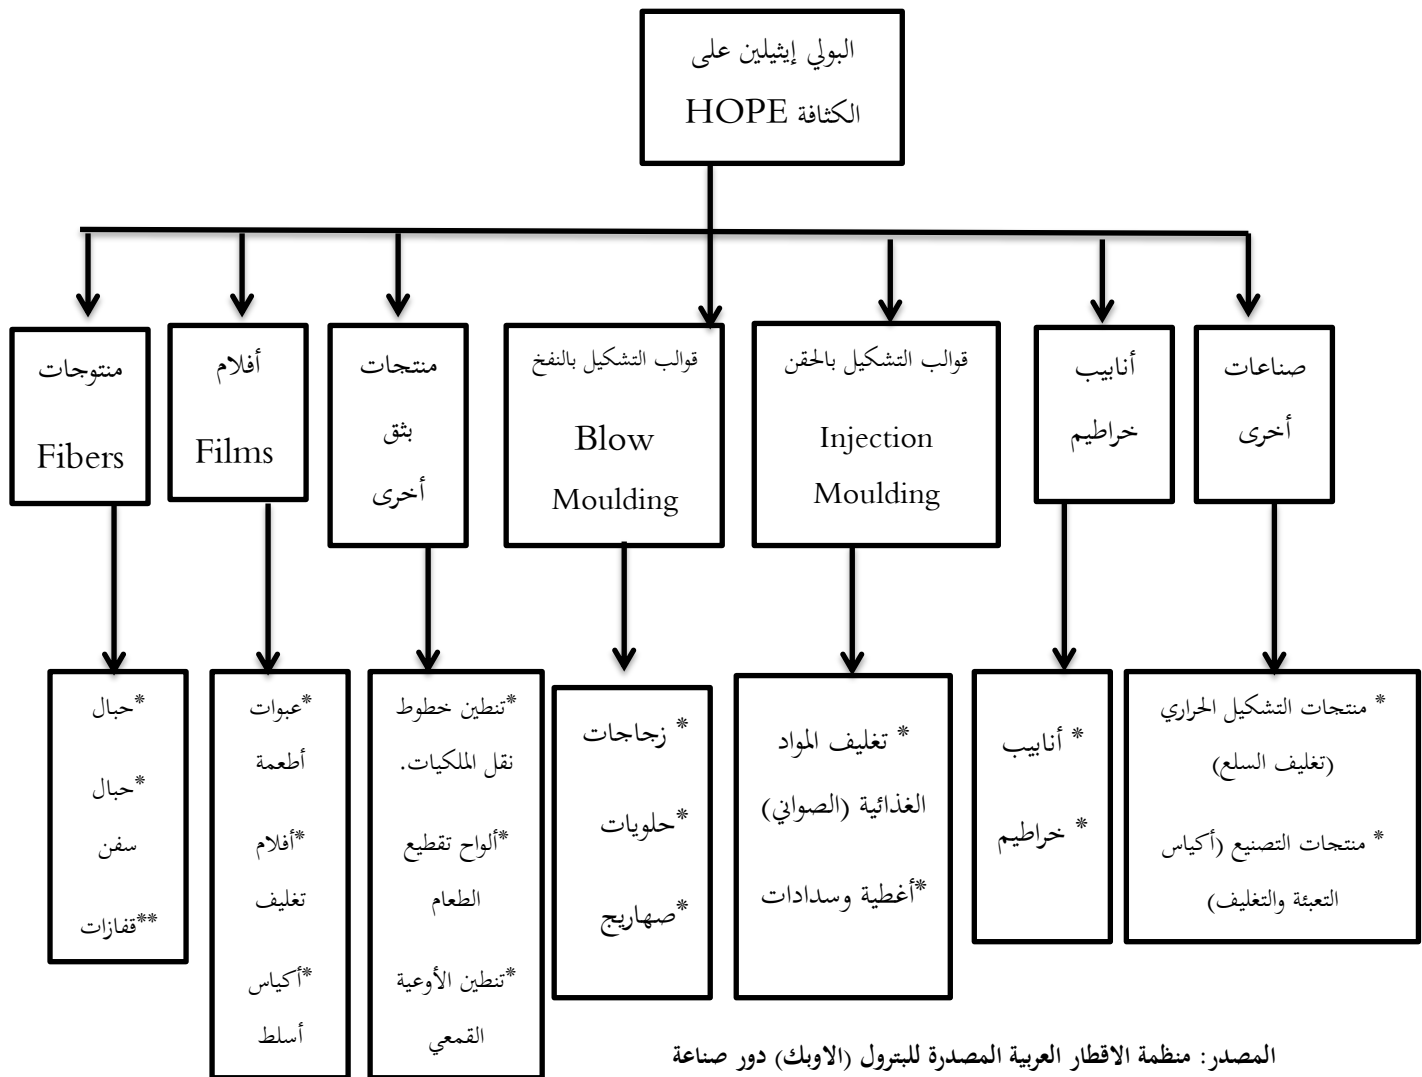 البولي إيثيلين على
الكثافة HOPE
صناعات
أخرى
أنابيب
خراطيم
قوالب التشكيل بالحقن
Injection
Moulding
قوالب التشكيل بالنفخ
Blow
Moulding
منتجات
بثق
أخرى
أفلام
Films
منتوجات
Fibers
* منتجات التشكيل الحراري
(تغليف السلع)
* منتجات التصنيع (أكياس
التعبئة والتغليف)
* أنابيب
* خراطيم
* تغليف المواد
الغذائية (الصواني)
*أغطية وسدادات
* زجاجات
*حلويات
*صهاريج
*تنطين خطوط
نقل الملكيات.
*ألواح تقطيع
الطعام
*تنطين الأوعية
القمعي
*عبوات
أطعمة
*أفلام
تغليف
*أكياس
أسلط
*حبال
*حبال
سفن
**قفازات
المصدر: منظمة الاقطار العربية المصدرة للبترول (الاوبك) دور صناعة